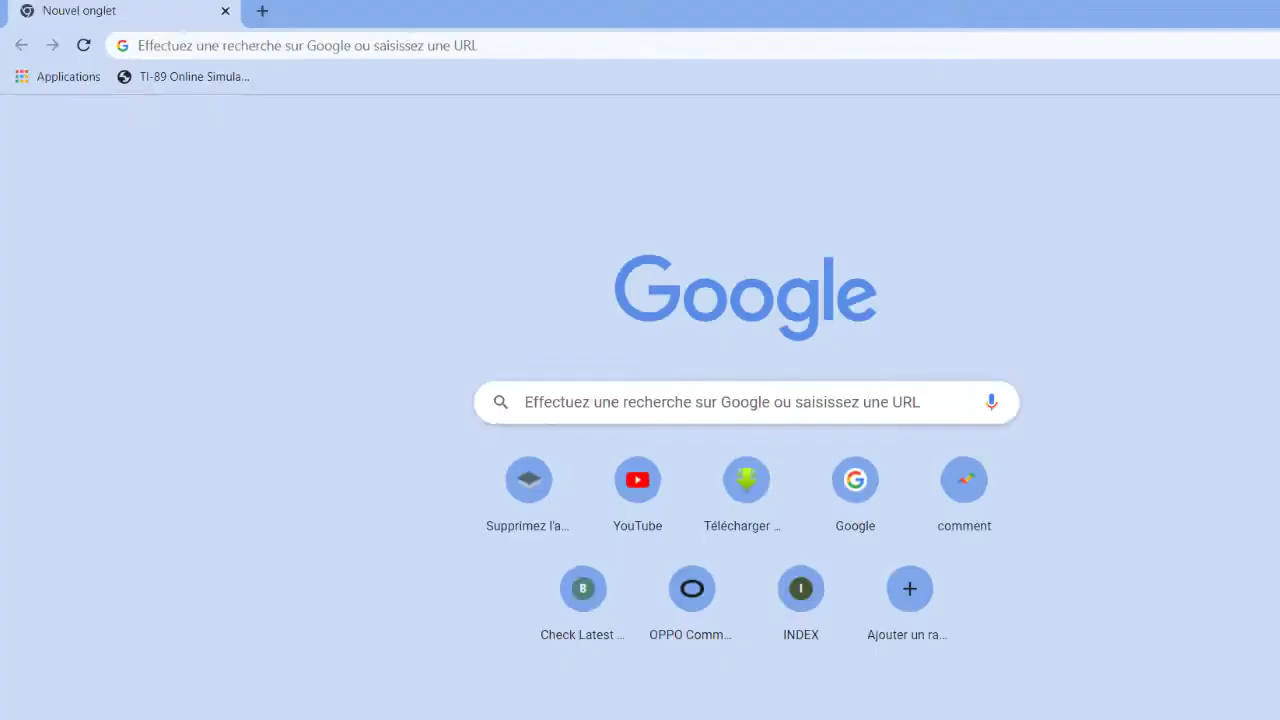 Nouvel onglet
Effectuez une recherche sur Google ou saisissez une URL
Applications
TI-89 Online Simula...
Google
Effectuez une recherche sur Google ou saisissez une URL
Supprimez l'a...
YouTube
Télécharger ...
Google
comment
B
I
Check Latest ...
OPPO Comm...
INDEX
Ajouter un ra...